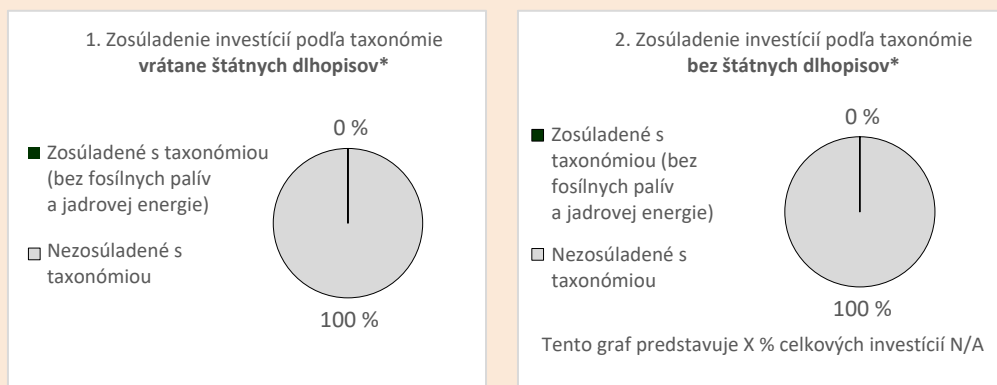 1. Zosúladenie investícií podľa taxonómie
vrátane štátnych dlhopisov*
0 %
Zosúladené s taxonómiou
(bez fosílnych palív
a jadrovej energie)
Nezosúladené s
taxonómiou
100 %
2. Zosúladenie investícií podľa taxonómie
bez štátnych dlhopisov*
0 %
Zosúladené s
taxonómiou (bez
fosílnych palív
a jadrovej energie)
Nezosúladené s
taxonómiou
100 %
Tento graf predstavuje X % celkových investícií N/A